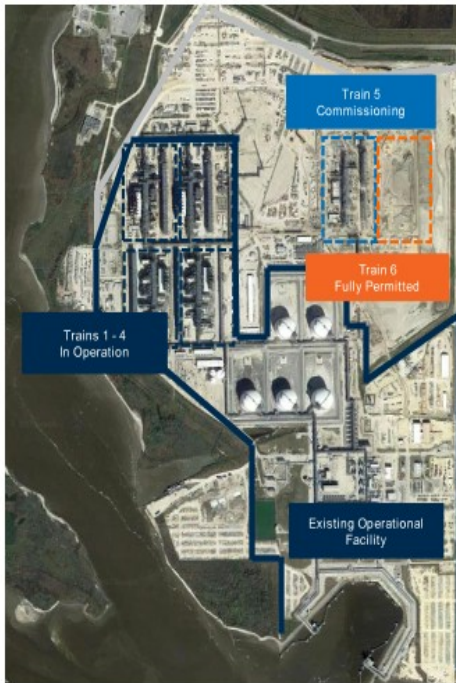 Train 5
Commissioning
Train 6
Fully Permitted
Trains 1 - 4
In Operation
Existing Operational
Facility